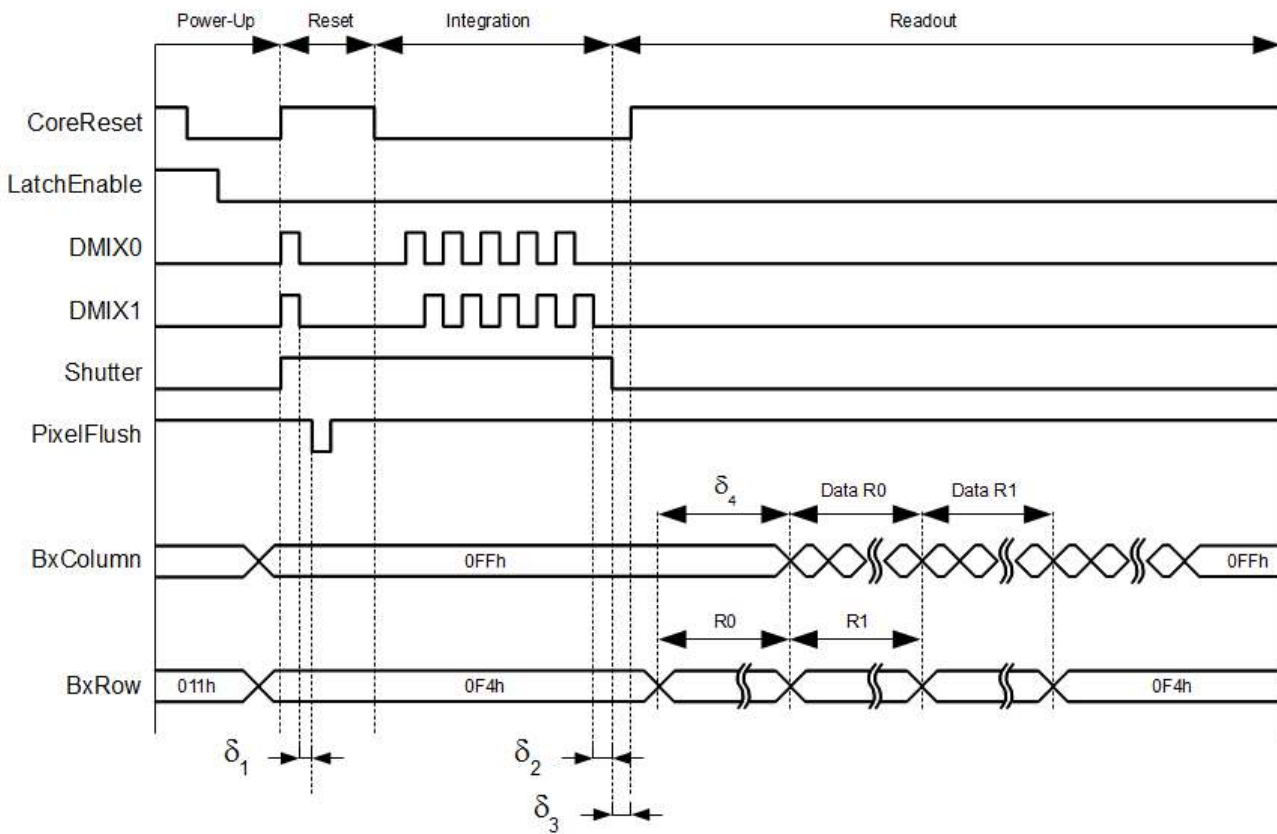 Power-Up Reset Integration Readout
CoreReset
LatchEnable
DMIX0
DMIX1
Shutter
PixelFlush
δ4 Data R0 Data R1
BxColumn 0FFh 0FFh
R0 R1
BxRow 011h 0F4h 0F4h
δ1 δ2
δ3